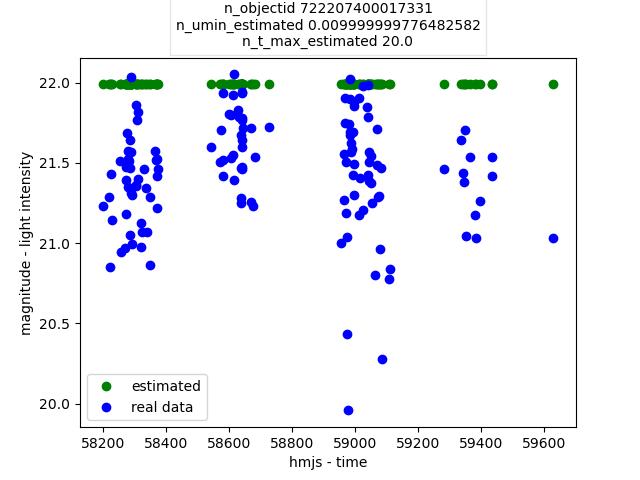 n_objectid 722207400017331
n_umin_estimated 0.009999999776482582
n_t_max_estimated 20.0
22.0
21.5
21.0
20.5
20.0
magnitude - light intensity
estimated
real data
58200 58400 58600 58800 59000 59200 59400 59600
hmjs - time